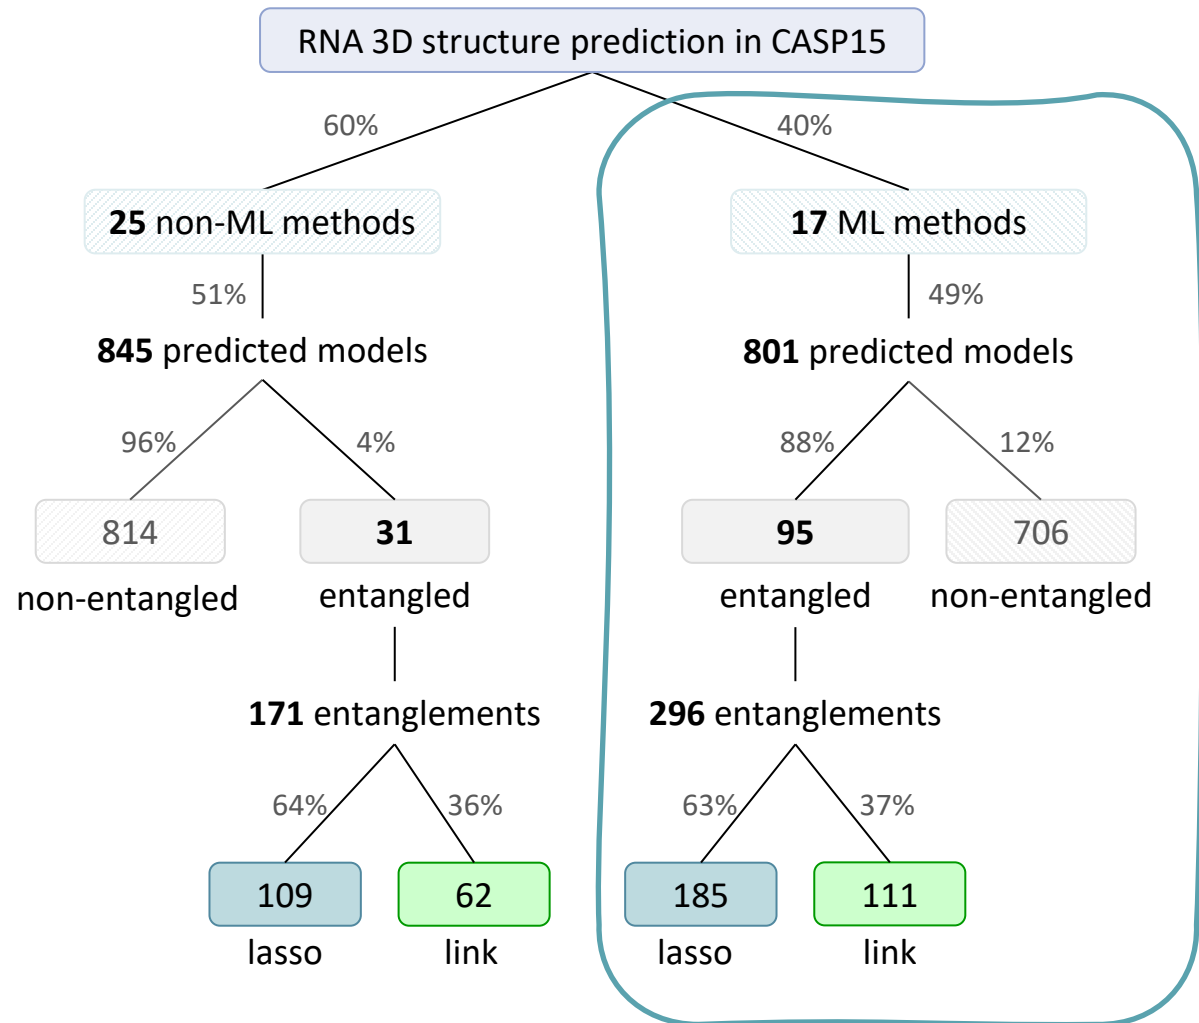 RNA 3D structure prediction in CASP15
60%
40%
25 non-ML methods
17 ML methods
51%
49%
845 predicted models
801 predicted models
96%
4%
88%
12%
814
31
95
706
non-entangled
entangled
entangled
non-entangled
171 entanglements
296 entanglements
64%
36%
63%
37%
109
62
185
111
lasso
link
lasso
link